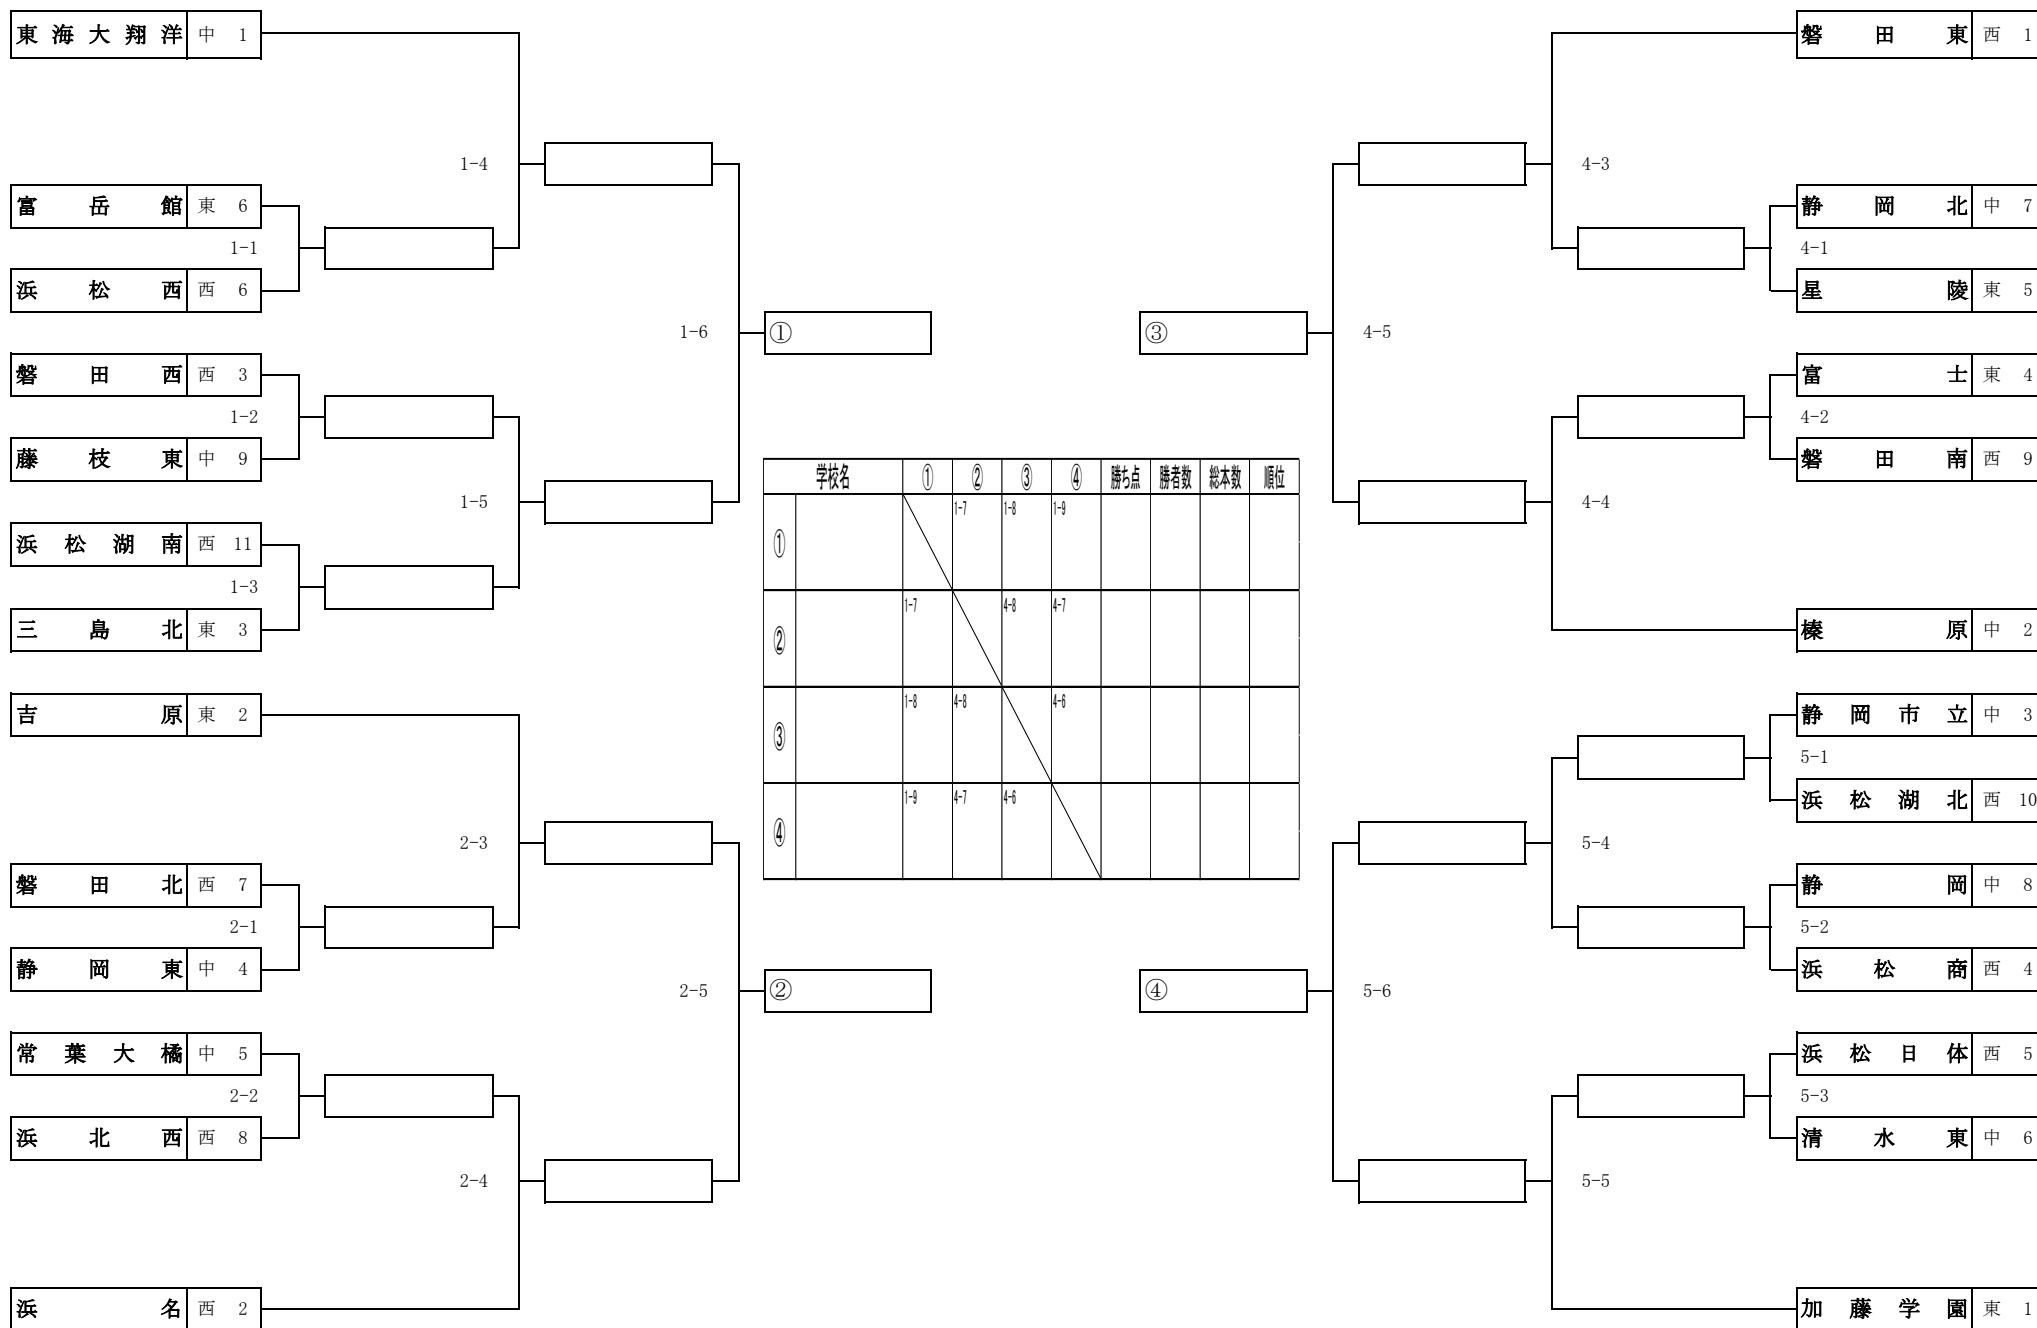 東海大翔洋 中 1
1-4
富岳館 東 6
1-1
浜松西 西 6
1-6
①
磐田西 西 3
1-2
藤枝東 中 9
1-5
浜松湖南 西 11
1-3
三島北 東 3
吉原 東 2
2-3
磐田北 西 7
2-1
静岡東 中 4
2-5
②
常葉大橘 中 5
2-2
浜北西 西 8
2-4
浜名 西 2
学校名 ① ② ③ ④ 勝ち点 勝者数 総本数 順位
① 1-7 1-8 1-9
② 1-7 4-8 4-7
③ 1-8 4-8 4-6
④ 1-9 4-7 4-6
磐田東 西 1
4-3
静岡北 中 7
4-1
星陵 東 5
③
4-5
富士 東 4
4-2
磐田南 西 9
4-4
榛原 中 2
静岡市立 中 3
5-1
浜松湖北 西 10
5-4
静岡 中 8
5-2
浜松商 西 4
④
5-6
浜松日体 西 5
5-3
清水東 中 6
5-5
加藤学園 東 1